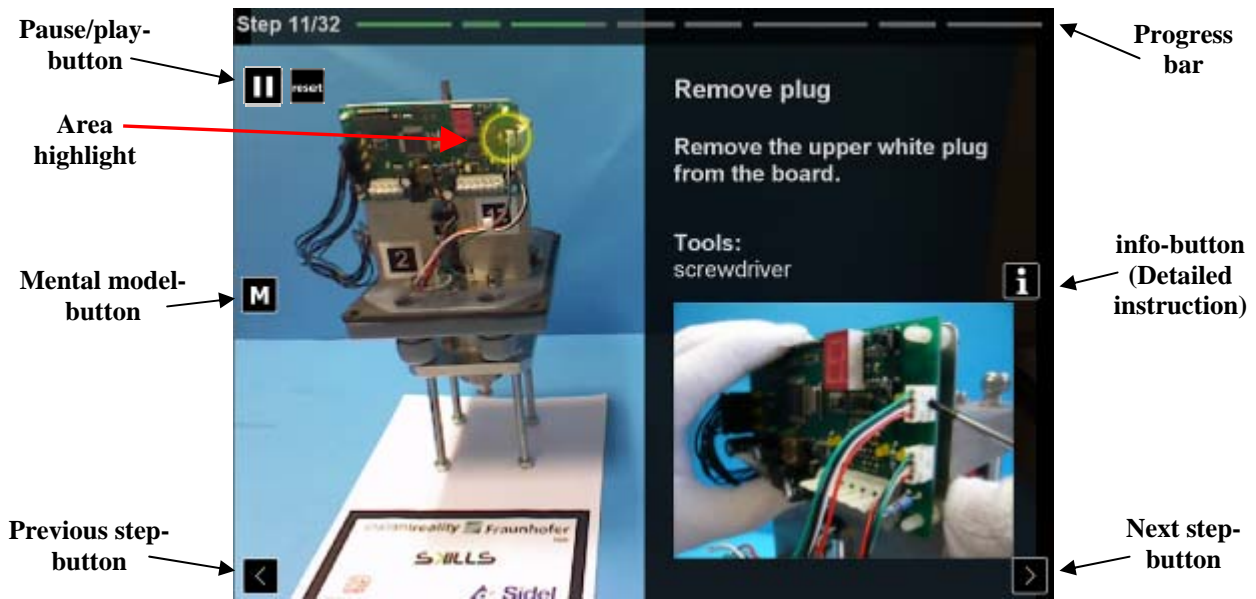 Step 11/32
Pause/play-
button
Progress
bar
reset
Area
highlight
Remove plug
Remove the upper white plug
from the board.
Tools:
screwdriver
info-button
(Detailed
instruction)
i
2
Mental model-
button
M
Previous step-
button
<
Fraunhofer
SKILLS
Sidel
Next step-
button
>